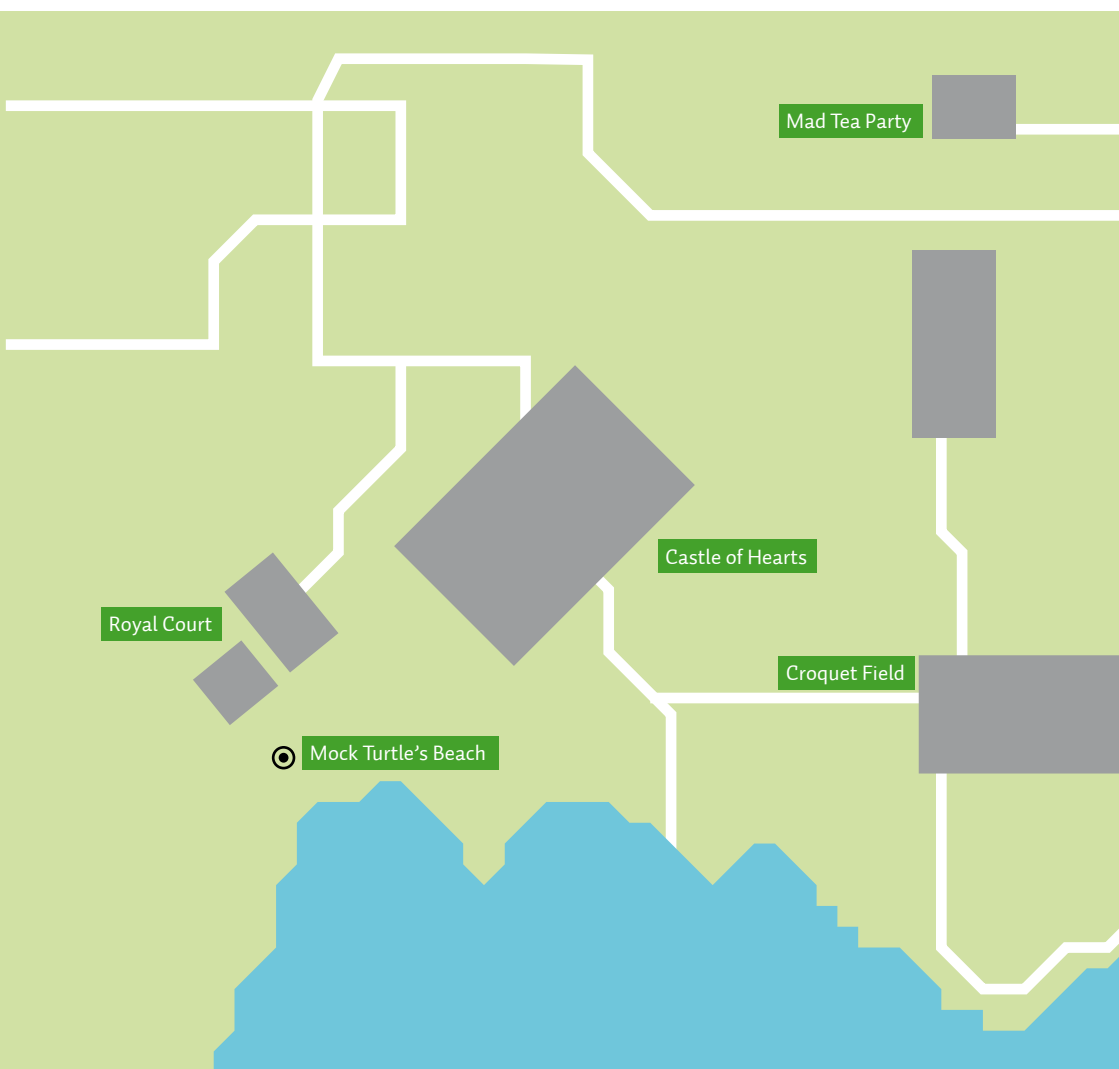 Mad Tea Party
Castle of Hearts
Royal Court
Croquet Field
Mock Turtle’s Beach